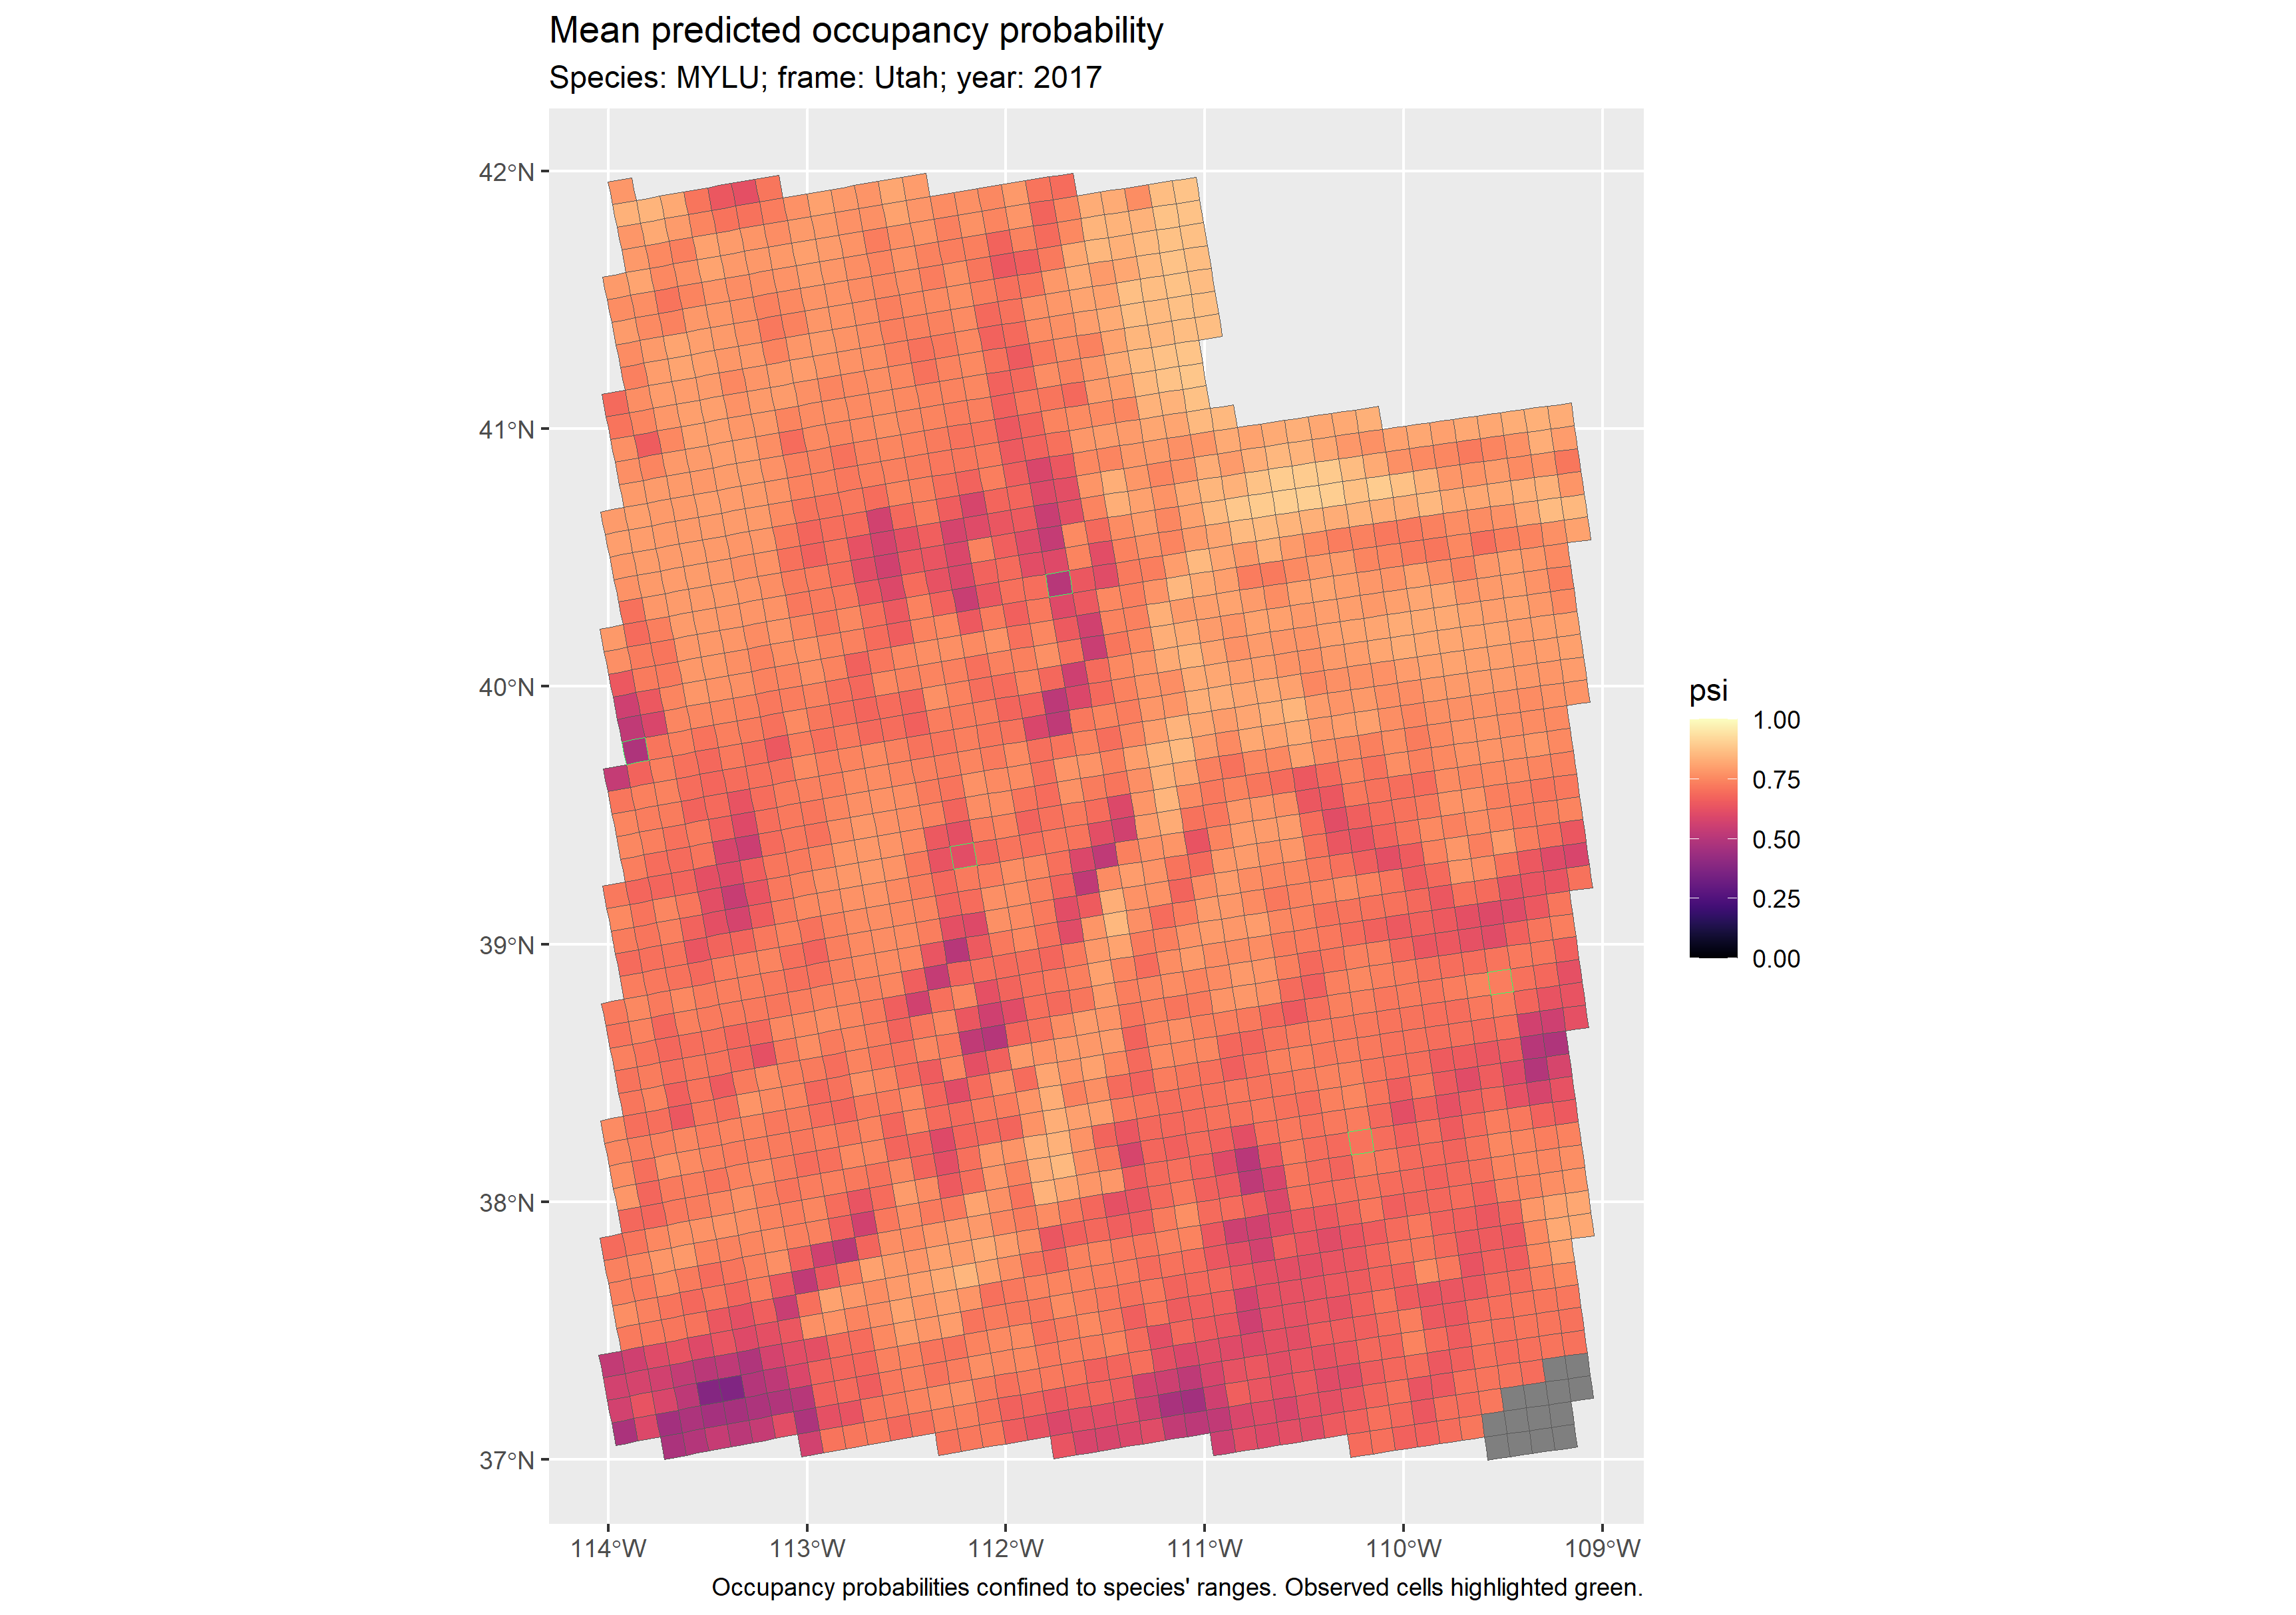 Mean predicted occupancy probability
Species: MYLU; frame: Utah; year: 2017
42°N
41°N
40°N
39°N
38°N
37°N
114°W 113°W 112°W 111°W 110°W 109°W
psi
1.00
0.75
0.50
0.25
0.00
Occupancy probabilities confined to species' ranges. Observed cells highlighted green.